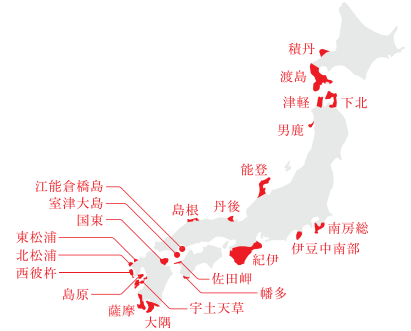 積丹
渡島
津軽
下北
男鹿
能登
江能倉橋島
室津大島
国東
島根
丹後
東松浦
北松浦
西彼杵
島原
薩摩
大隅
宇土天草
佐田岬
幡多
紀伊
伊豆中南部
南房総